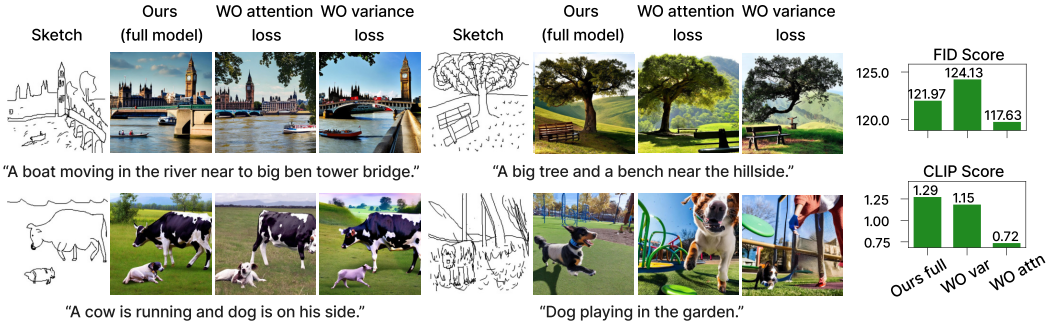 Sketch
Ours
(full model)
WO attention
loss
WO variance
loss
Sketch
Ours
(full model)
WO attention
loss
WO variance
loss
“A boat moving in the river near to big ben tower bridge.”
“A big tree and a bench near the hillside.”
“A cow is running and dog is on his side.”
“Dog playing in the garden.”
FID Score
125.0
120.0
121.97
124.13
117.63
CLIP Score
1.25
1.00
0.75
1.29
1.15
0.72
Ours full
WO var
WO attn